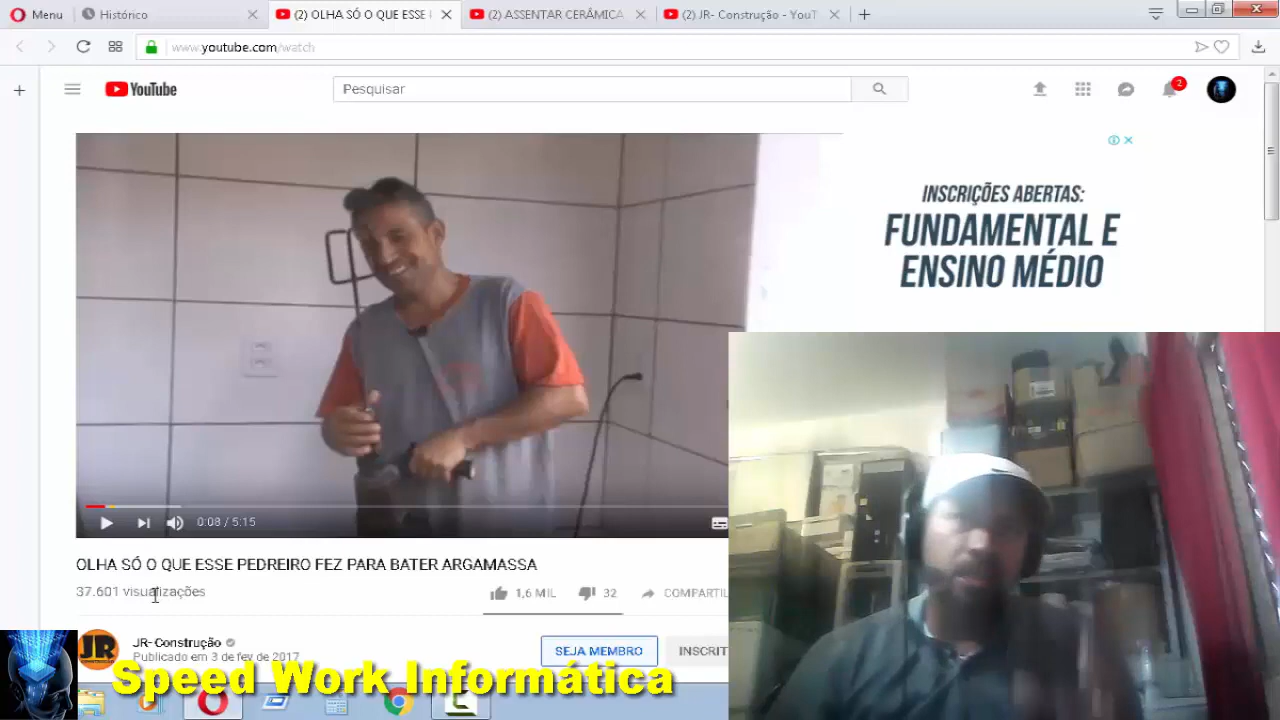 Menu
Histórico
(2) OLHA SÓ O QUE ESSE
(2) ASSENTAR CERÂMICA
(2) JR- Construção - YouT
www.youtube.com/watch
YouTube
Pesquisar
2
INSCRIÇÕES ABERTAS:
FUNDAMENTAL E
ENSINO MÉDIO
0:08 / 5:15
OLHA SÓ O QUE ESSE PEDREIRO FEZ PARA BATER ARGAMASSA
37.601 visualizações
1,6 MIL
32
COMPARTIL
JR
JR- Construção
Publicado em 3 de fev de 2017
SEJA MEMBRO
INSCRIT
Speed Work Informática